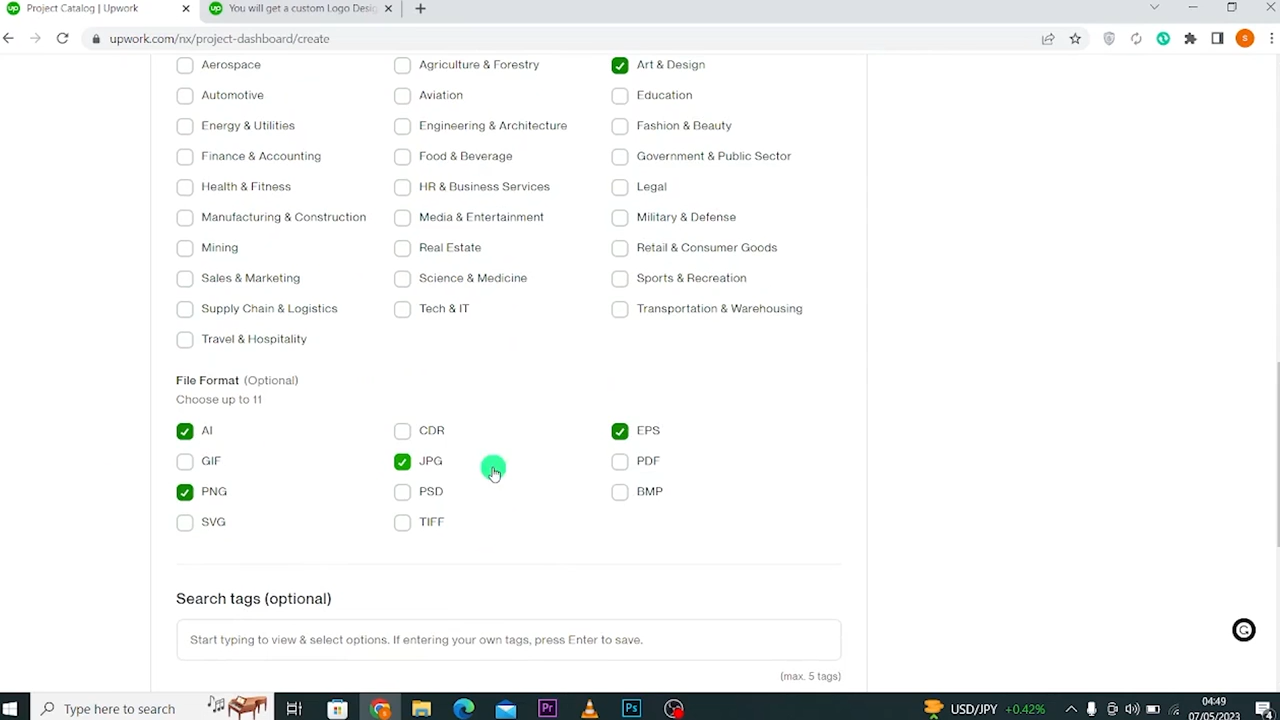 Project Catalog | Upwork
You will get a custom Logo Desig
upwork.com/nx/project-dashboard/create
Aerospace Agriculture & Forestry Art & Design
Automotive Aviation Education
Energy & Utilities Engineering & Architecture Fashion & Beauty
Finance & Accounting Food & Beverage Government & Public Sector
Health & Fitness HR & Business Services Legal
Manufacturing & Construction Media & Entertainment Military & Defense
Mining Real Estate Retail & Consumer Goods
Sales & Marketing Science & Medicine Sports & Recreation
Supply Chain & Logistics Tech & IT Transportation & Warehousing
Travel & Hospitality
File Format (Optional)
Choose up to 11
AI CDR EPS
GIF JPG PDF
PNG PSD BMP
SVG TIFF
Search tags (optional)
Start typing to view & select options. If entering your own tags, press Enter to save.
(max. 5 tags)
Type here to search
Pr
Ps
USD/JPY +0.42%
04:49
07/05/2023